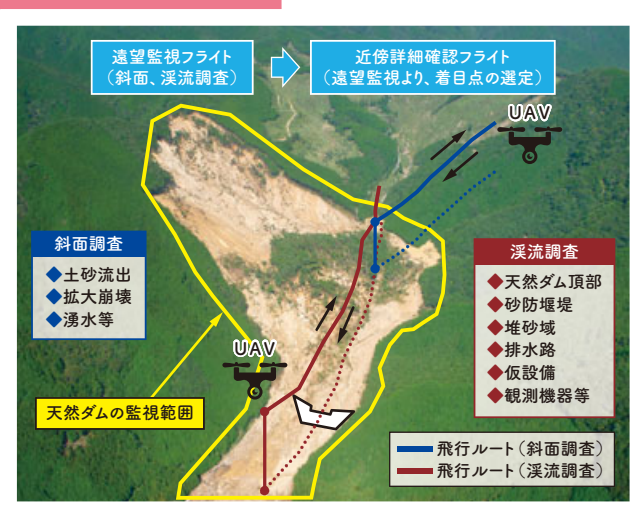 遠望監視フライト
（斜面、渓流調査）
近傍詳細確認フライト
（遠望監視より、着目点の選定）
UAV
斜面調査
◆土砂流出
◆拡大崩壊
◆湧水等
渓流調査
◆天然ダム頂部
◆砂防堰堤
◆堆砂域
◆排水路
◆仮設備
◆観測機器等
UAV
天然ダムの監視範囲
飛行ルート（斜面調査）
飛行ルート（渓流調査）